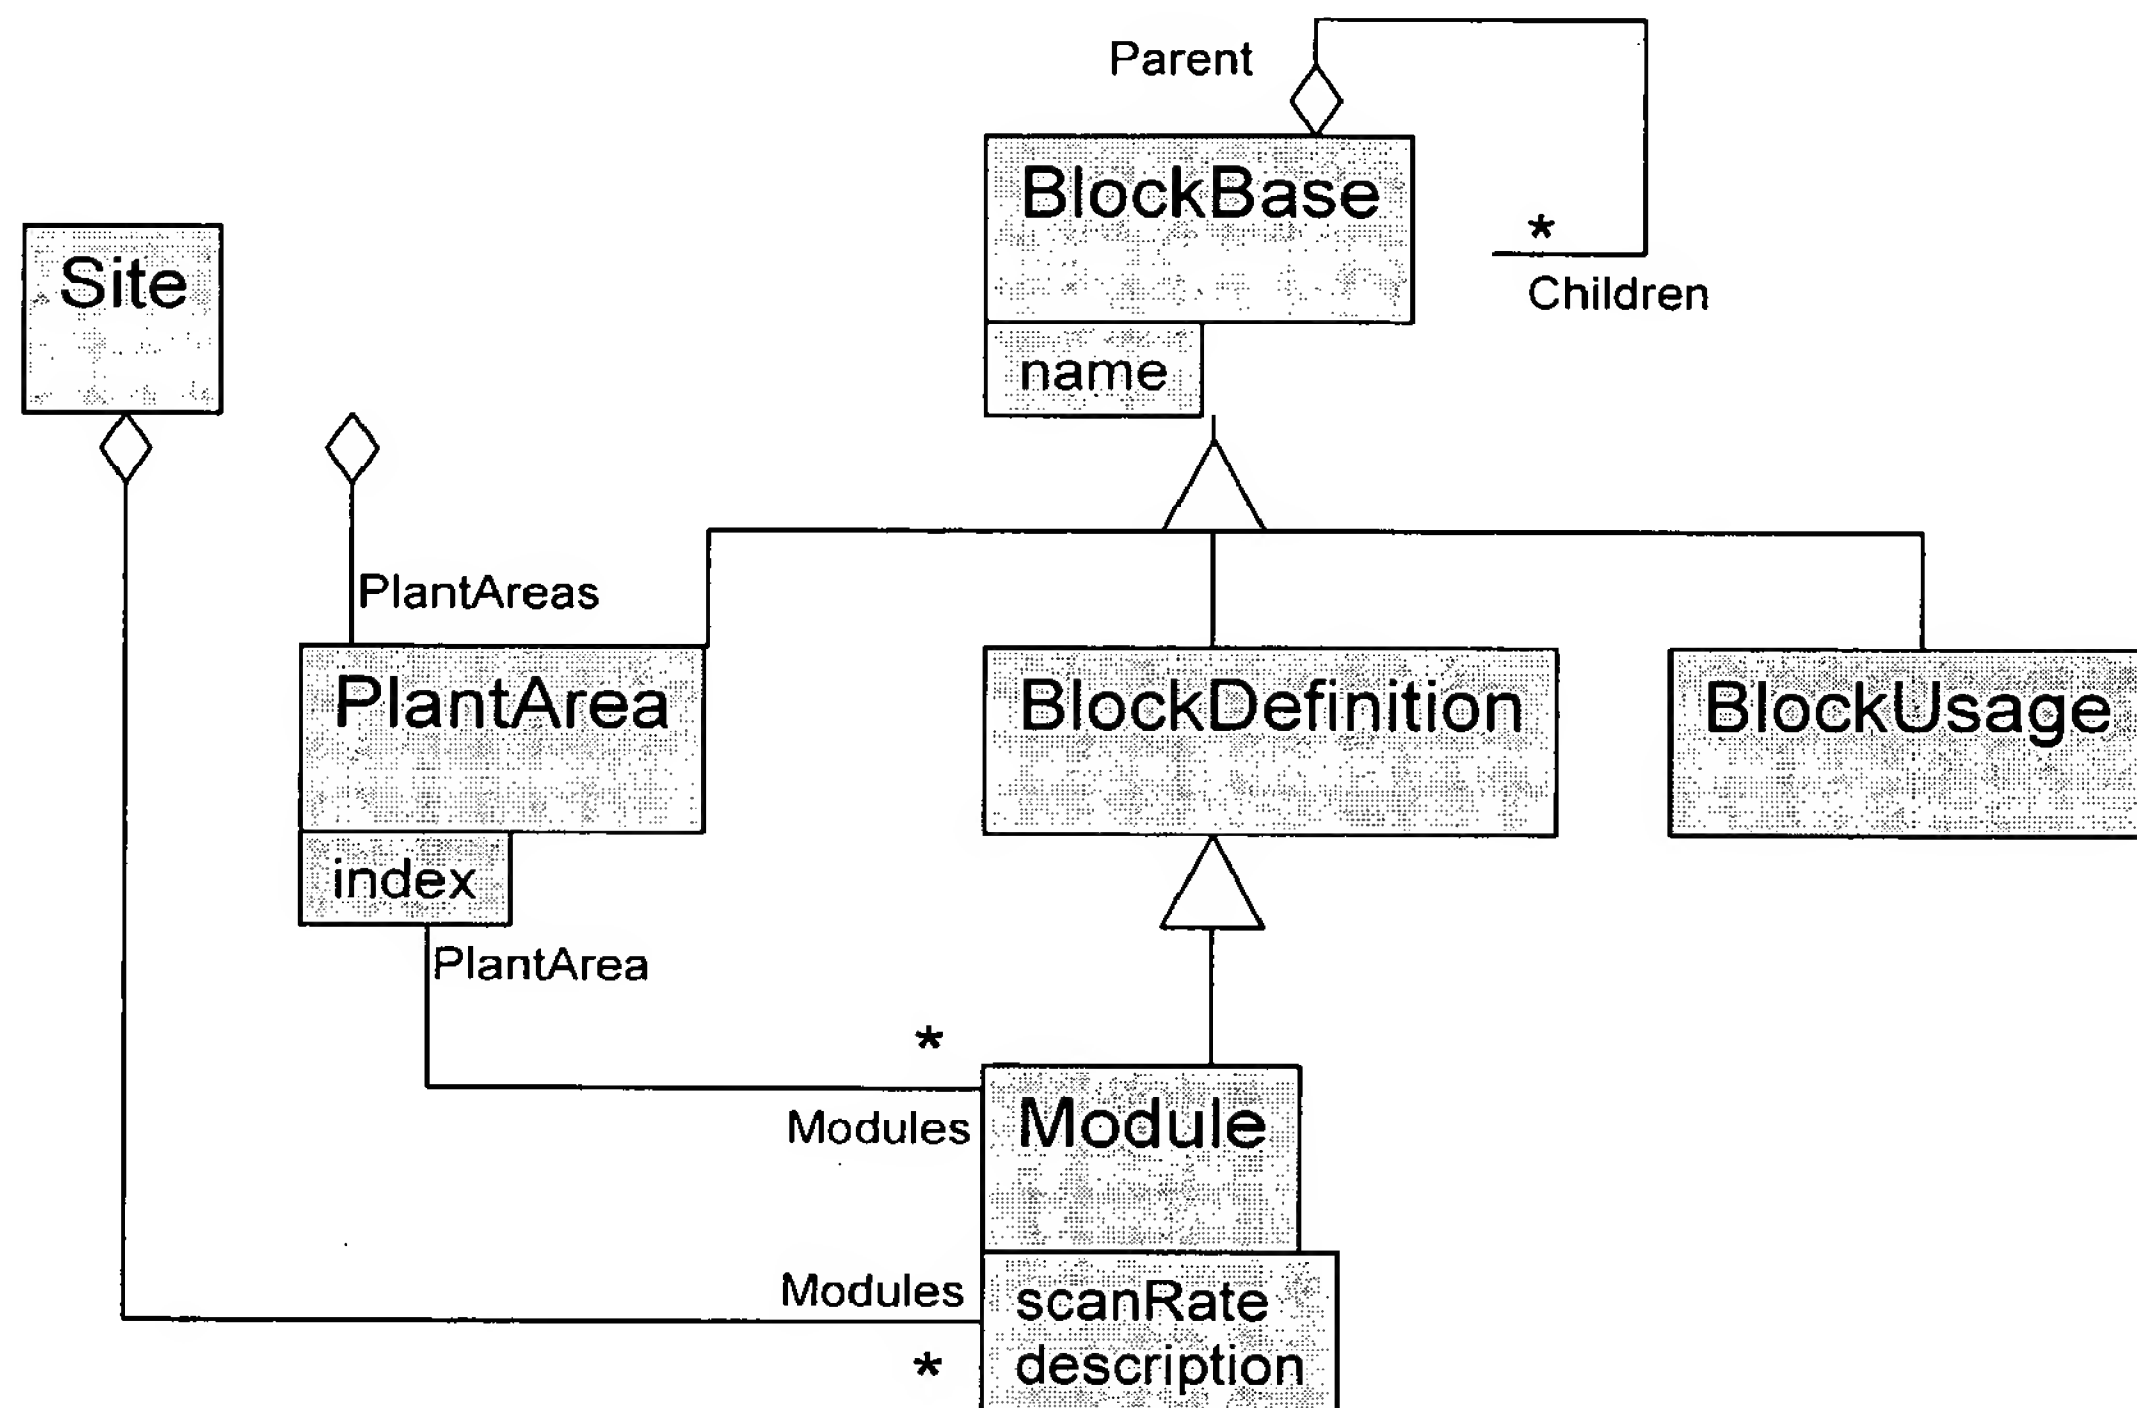 Parent
BlockBase
*
Children
Site
name
PlantAreas
PlantArea
BlockDefinition
BlockUsage
index
PlantArea
*
Modules
Module
Modules
scanRate
*
description